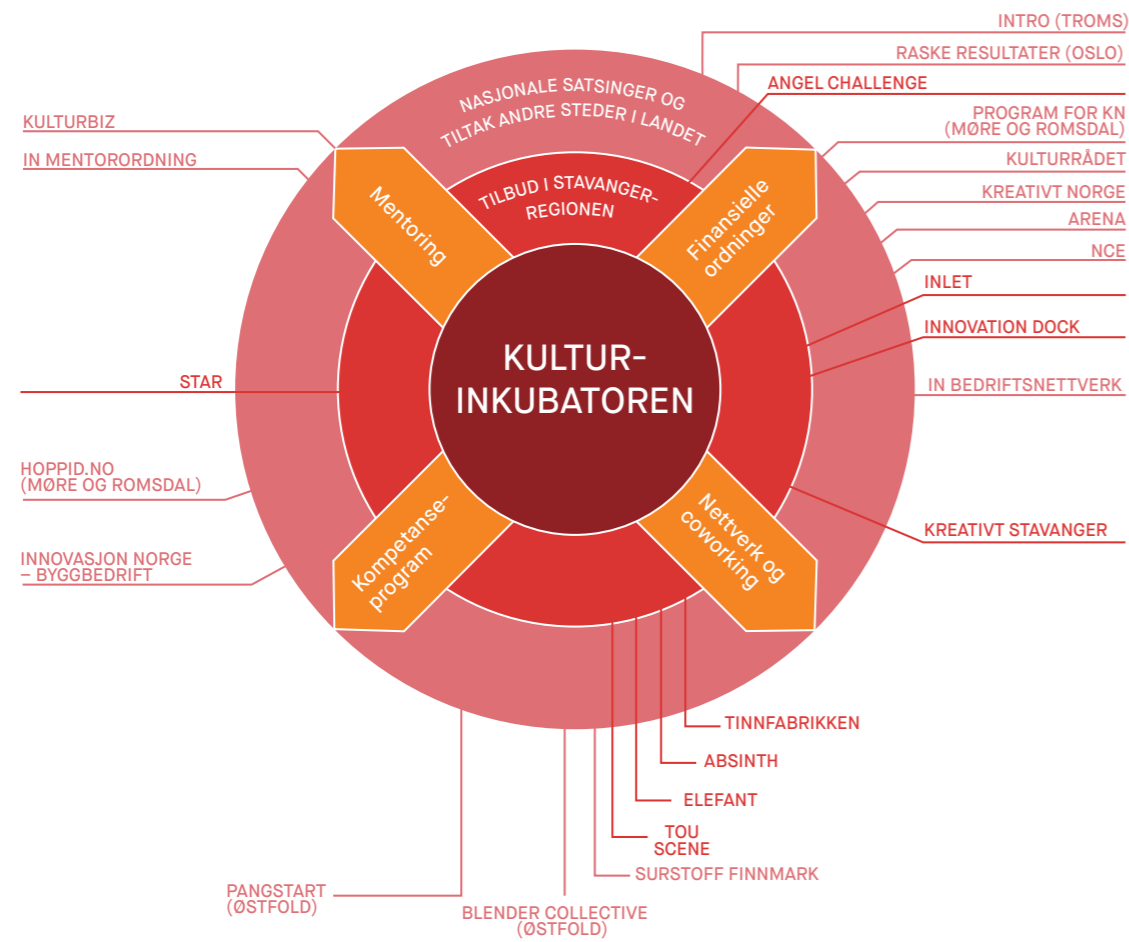 INTRO (TROMS)
RASKE RESULTATER (OSLO)
ANGEL CHALLENGE
PROGRAM FOR KN
(MØRE OG ROMSDAL)
KULTURRÅDET
KREATIVT NORGE
ARENA
NCE
INLET
INNOVATION DOCK
IN BEDRIFTSNETTVERK
KREATIVT STAVANGER
KULTURBIZ
IN MENTORORDNING
STAR
HOPPID.NO
(MØRE OG ROMSDAL)
INNOVASJON NORGE
– BYGGBEDRIFT
NASJONALE SATSINGER OG
TILTAK ANDRE STEDER I LANDET
TILBUD I STAVANGER-
REGIONEN
Mentoring
Finansielle
ordninger
KULTUR-
INKUBATOREN
Kompetanse-
program
Nettverk og
coworking
TINNFABRIKKEN
ABSINTH
ELEFANT
TOU
SCENE
SURSTOFF FINNMARK
PANGSTART
(ØSTFOLD)
BLENDER COLLECTIVE
(ØSTFOLD)